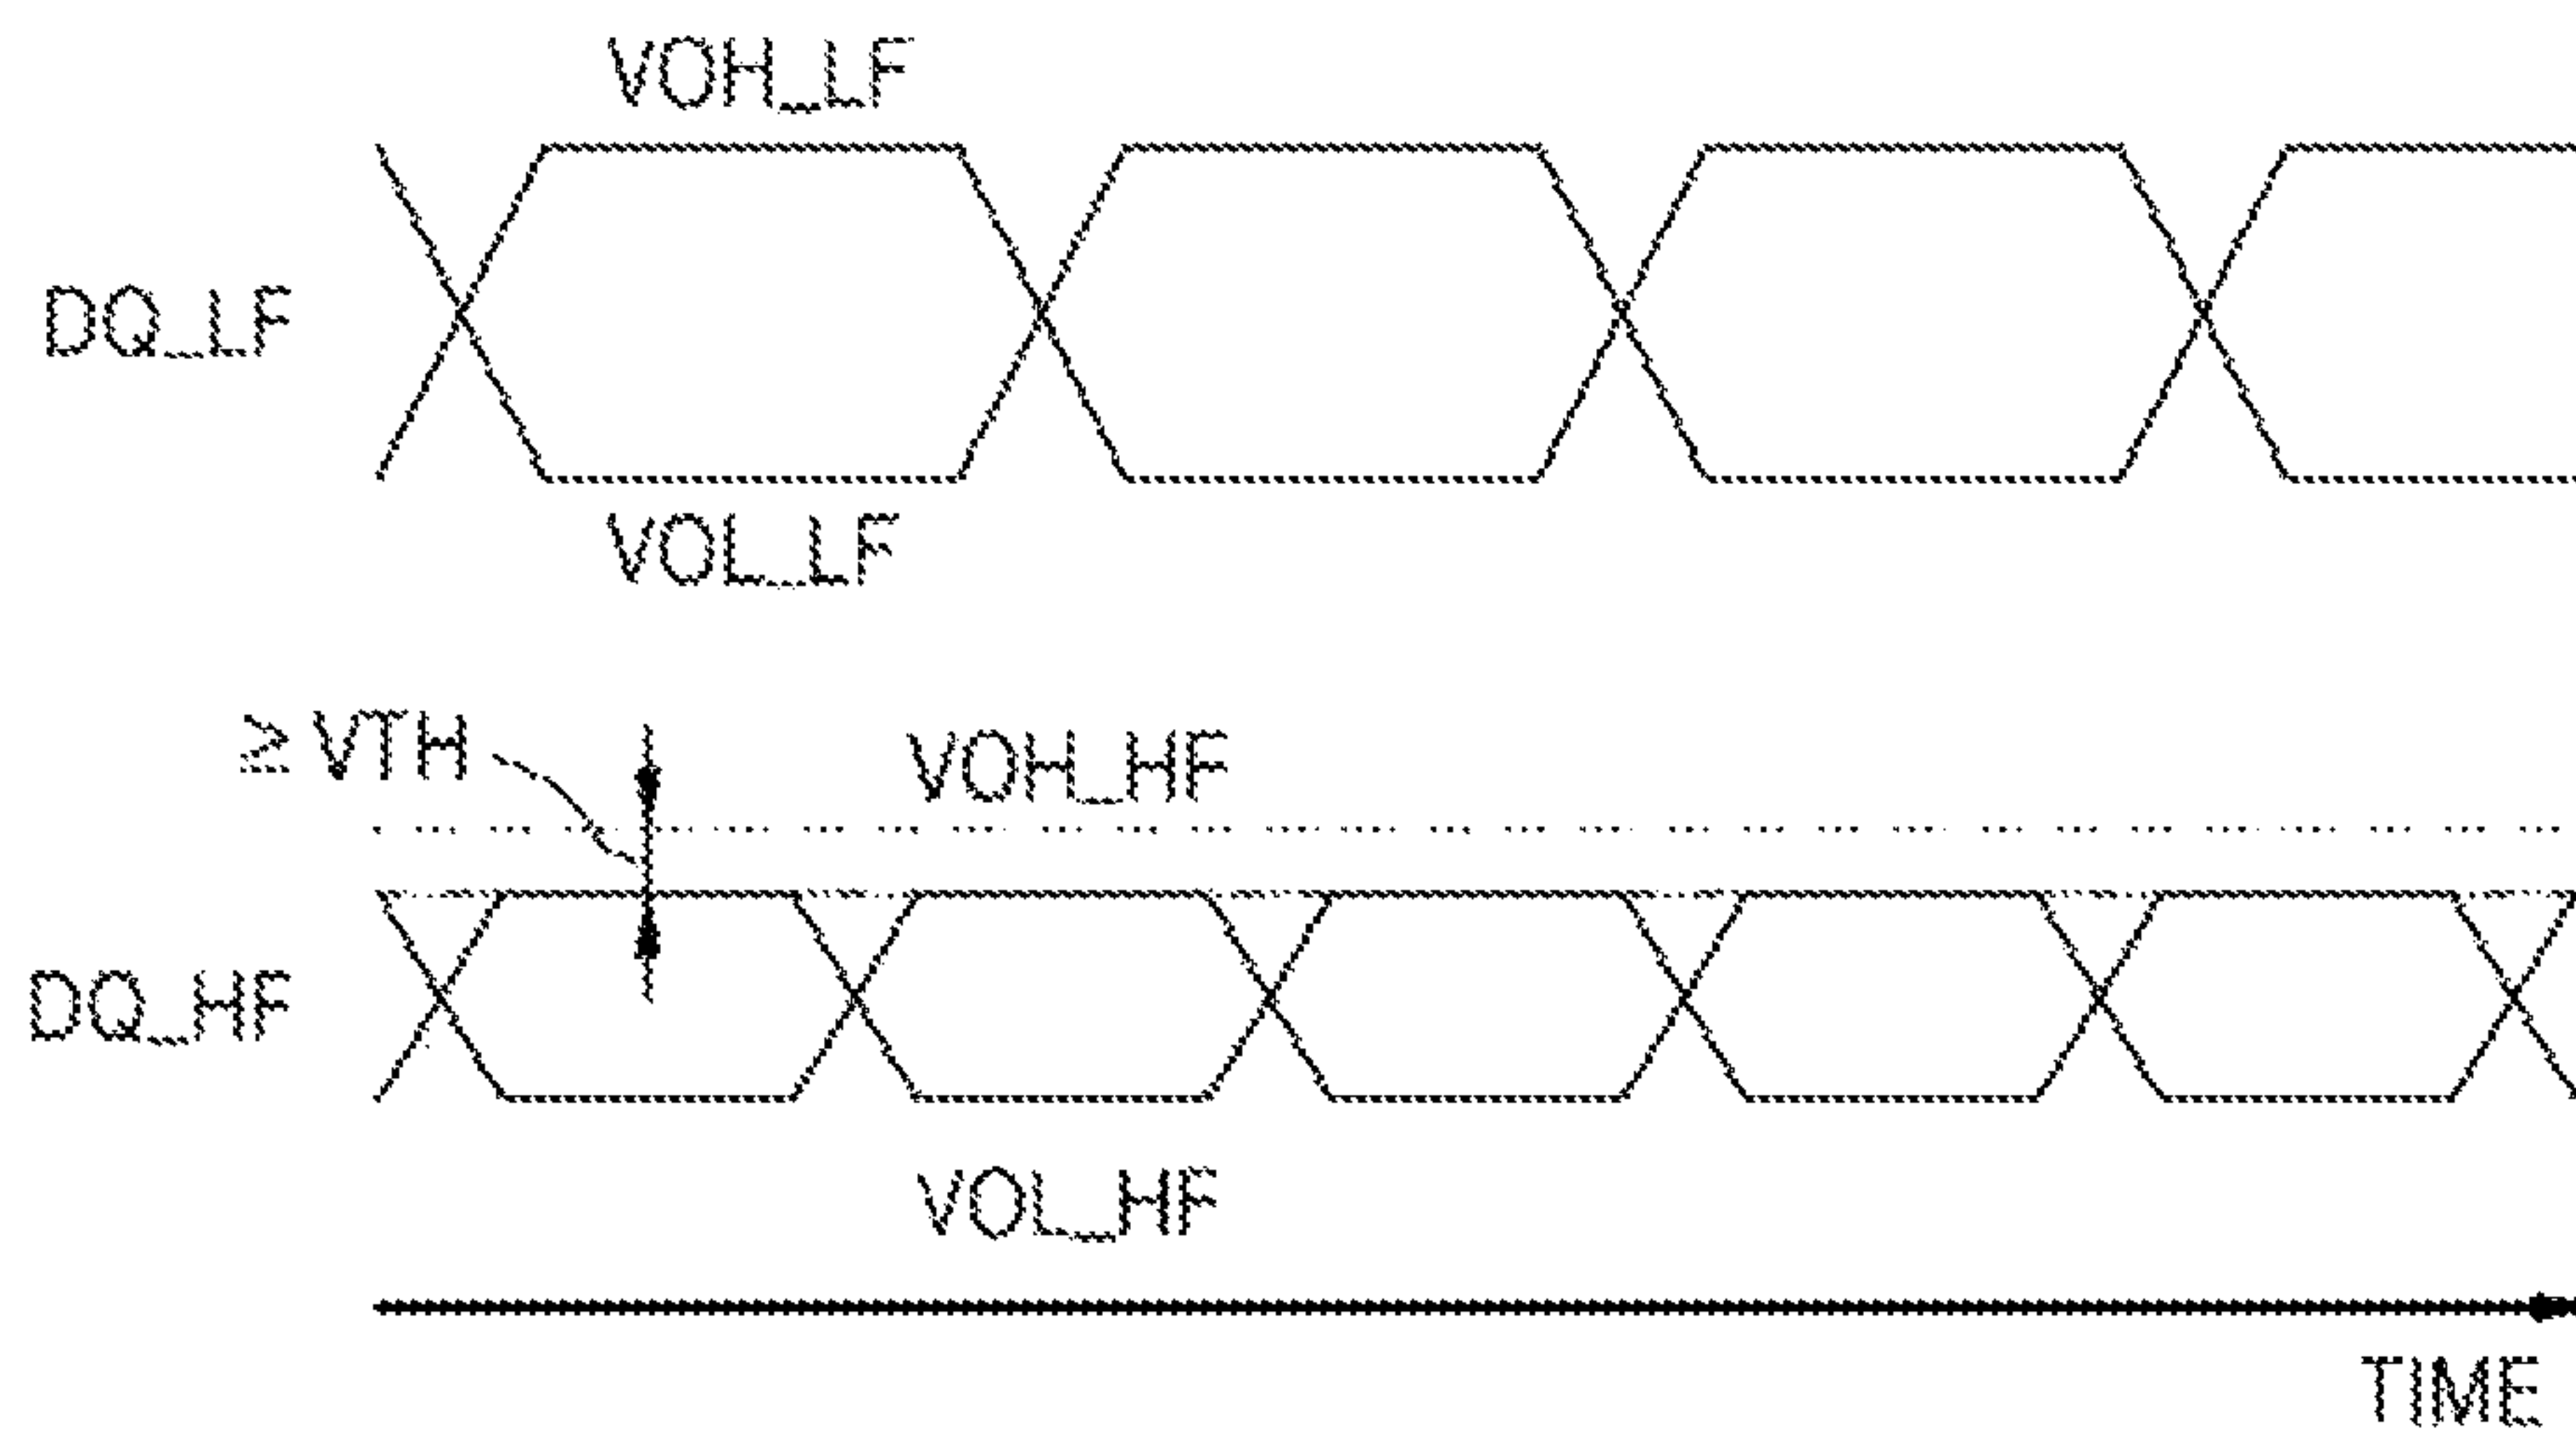 VOH_LF
DQ_LF
VOL_LF
≥ VTH
VOH_HF
DQ_HF
VOL_HF
TIME